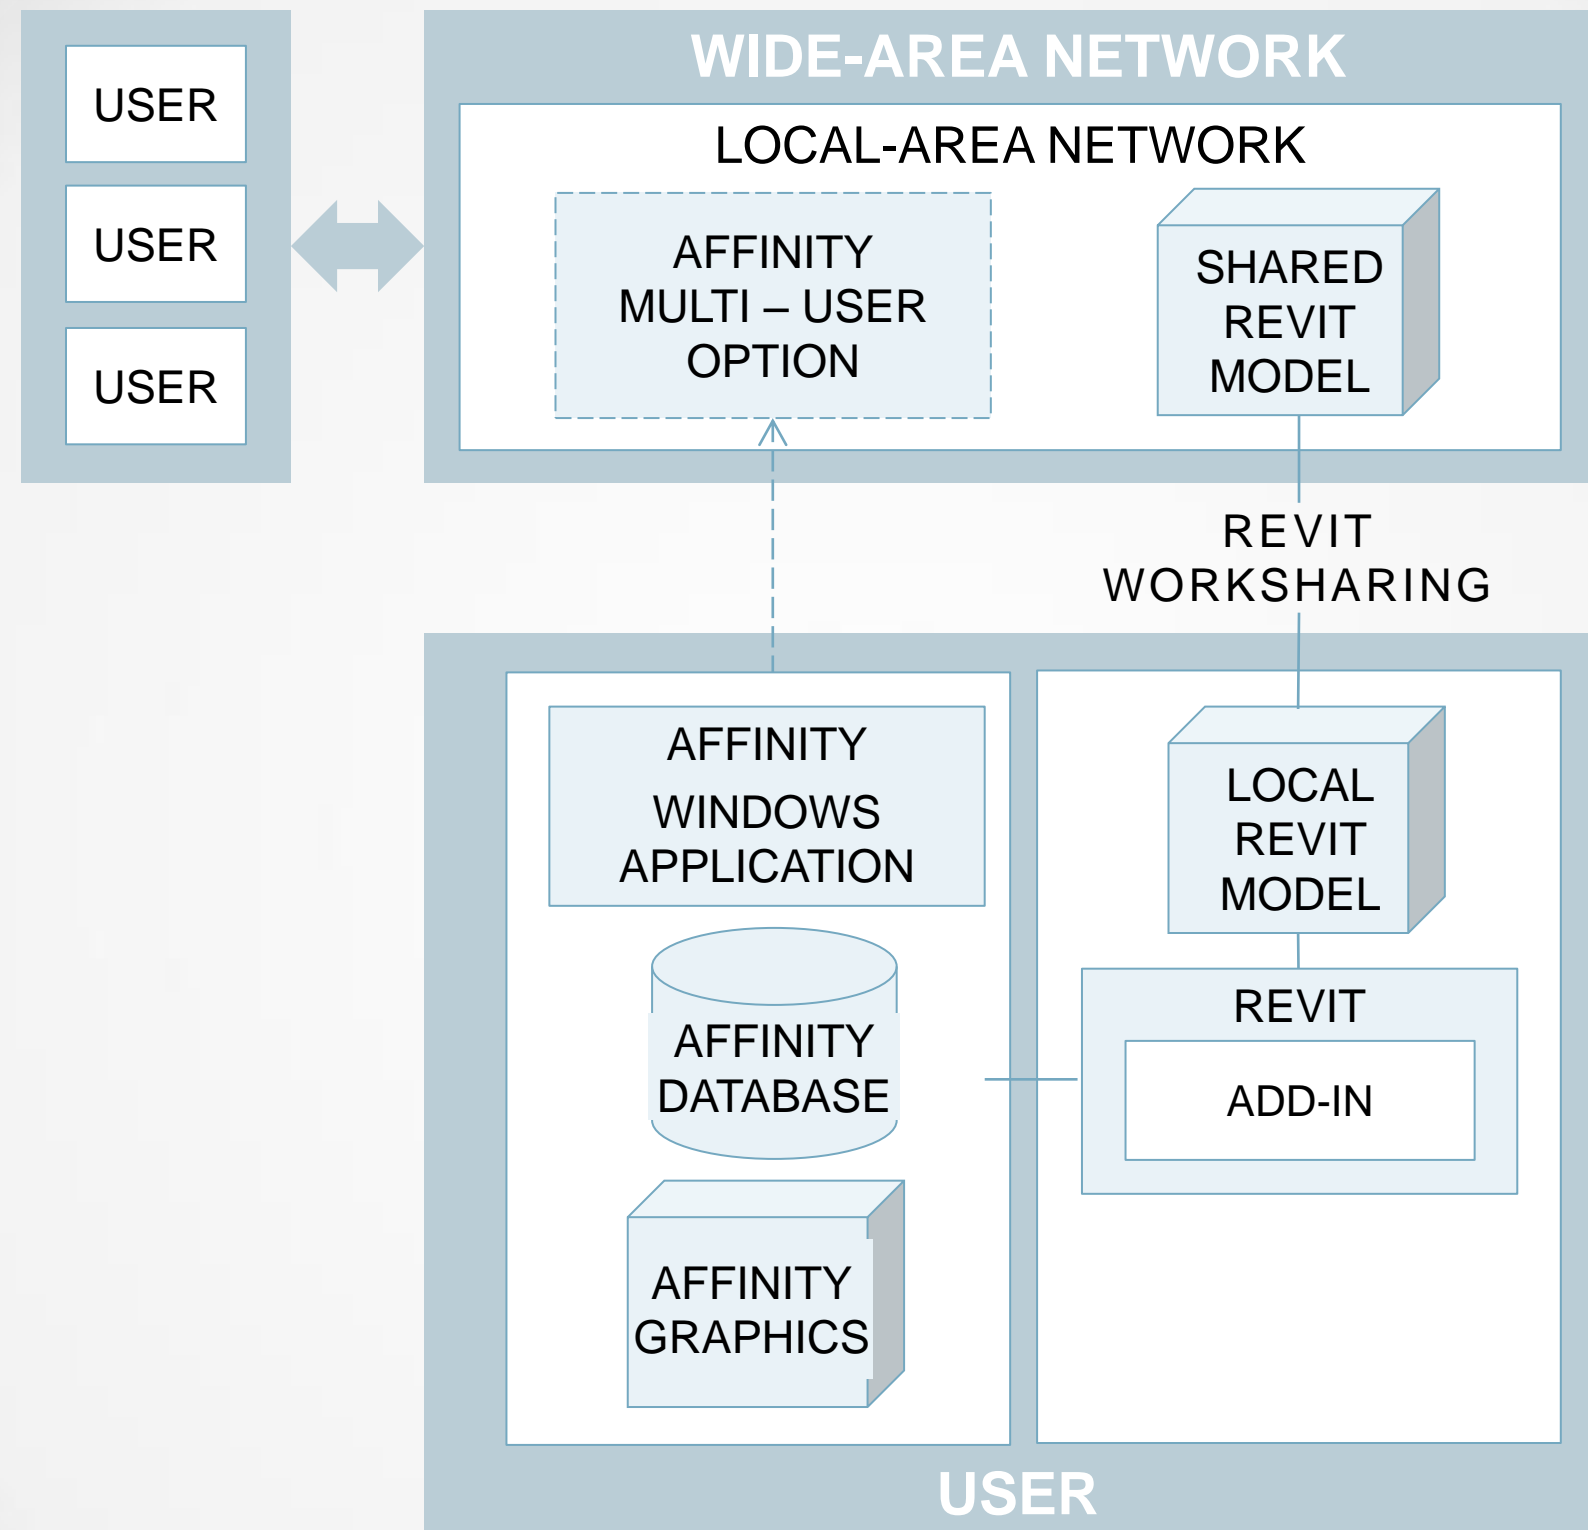 USER
USER
USER
WIDE-AREA NETWORK
LOCAL-AREA NETWORK
AFFINITY
MULTI – USER
OPTION
SHARED
REVIT
MODEL
REVIT
WORKSHARING
AFFINITY
WINDOWS
APPLICATION
AFFINITY
DATABASE
AFFINITY
GRAPHICS
LOCAL
REVIT
MODEL
REVIT
ADD-IN
USER